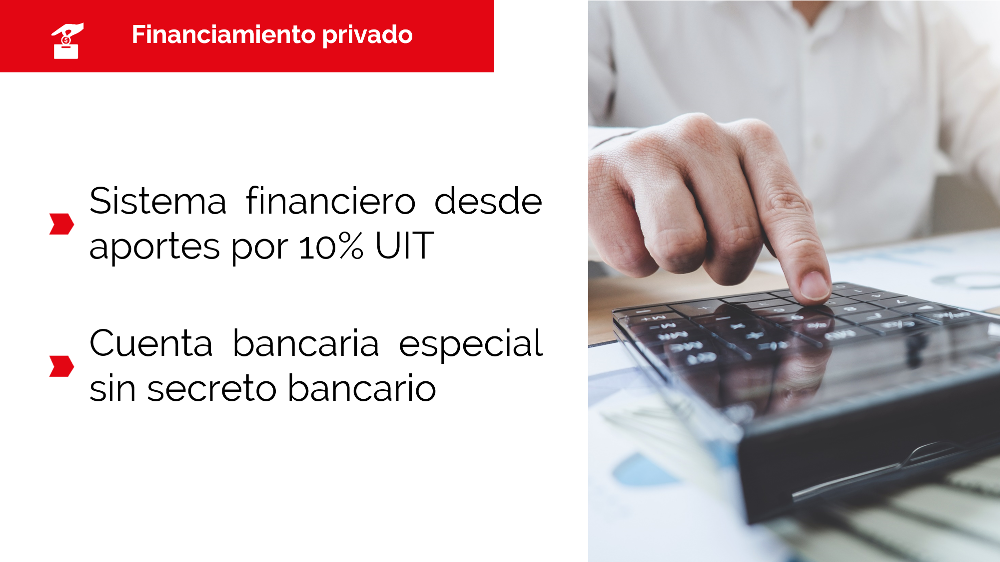 Financiamiento privado
Sistema financiero desde
aportes por 10% UIT
Cuenta bancaria especial
sin secreto bancario